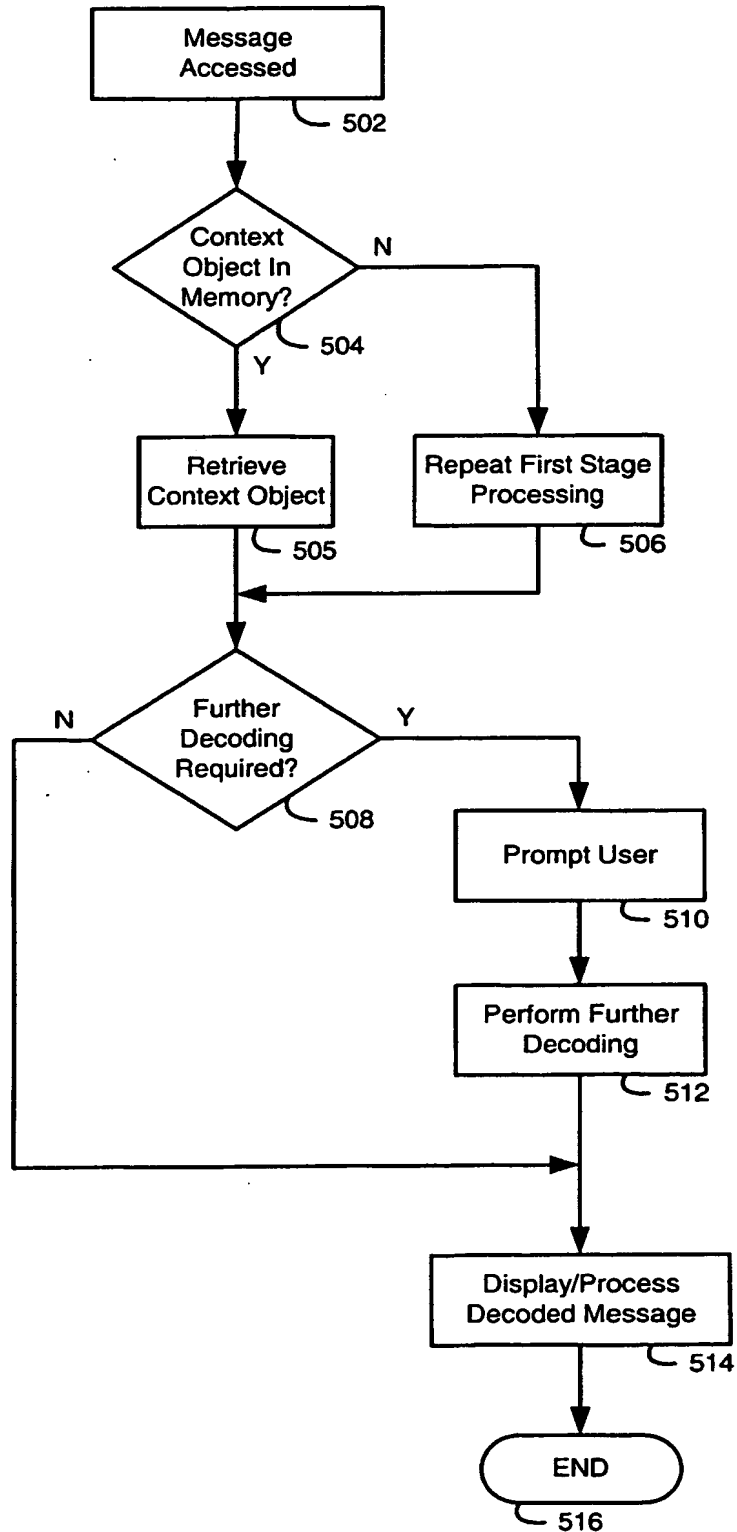 Message
Accessed
502
Context
Object In
Memory?
N
504
Y
Retrieve
Context Object
505
Repeat First Stage
Processing
506
N
Further
Decoding
Required?
Y
508
Prompt User
510
Perform Further
Decoding
512
Display/Process
Decoded Message
514
END
516